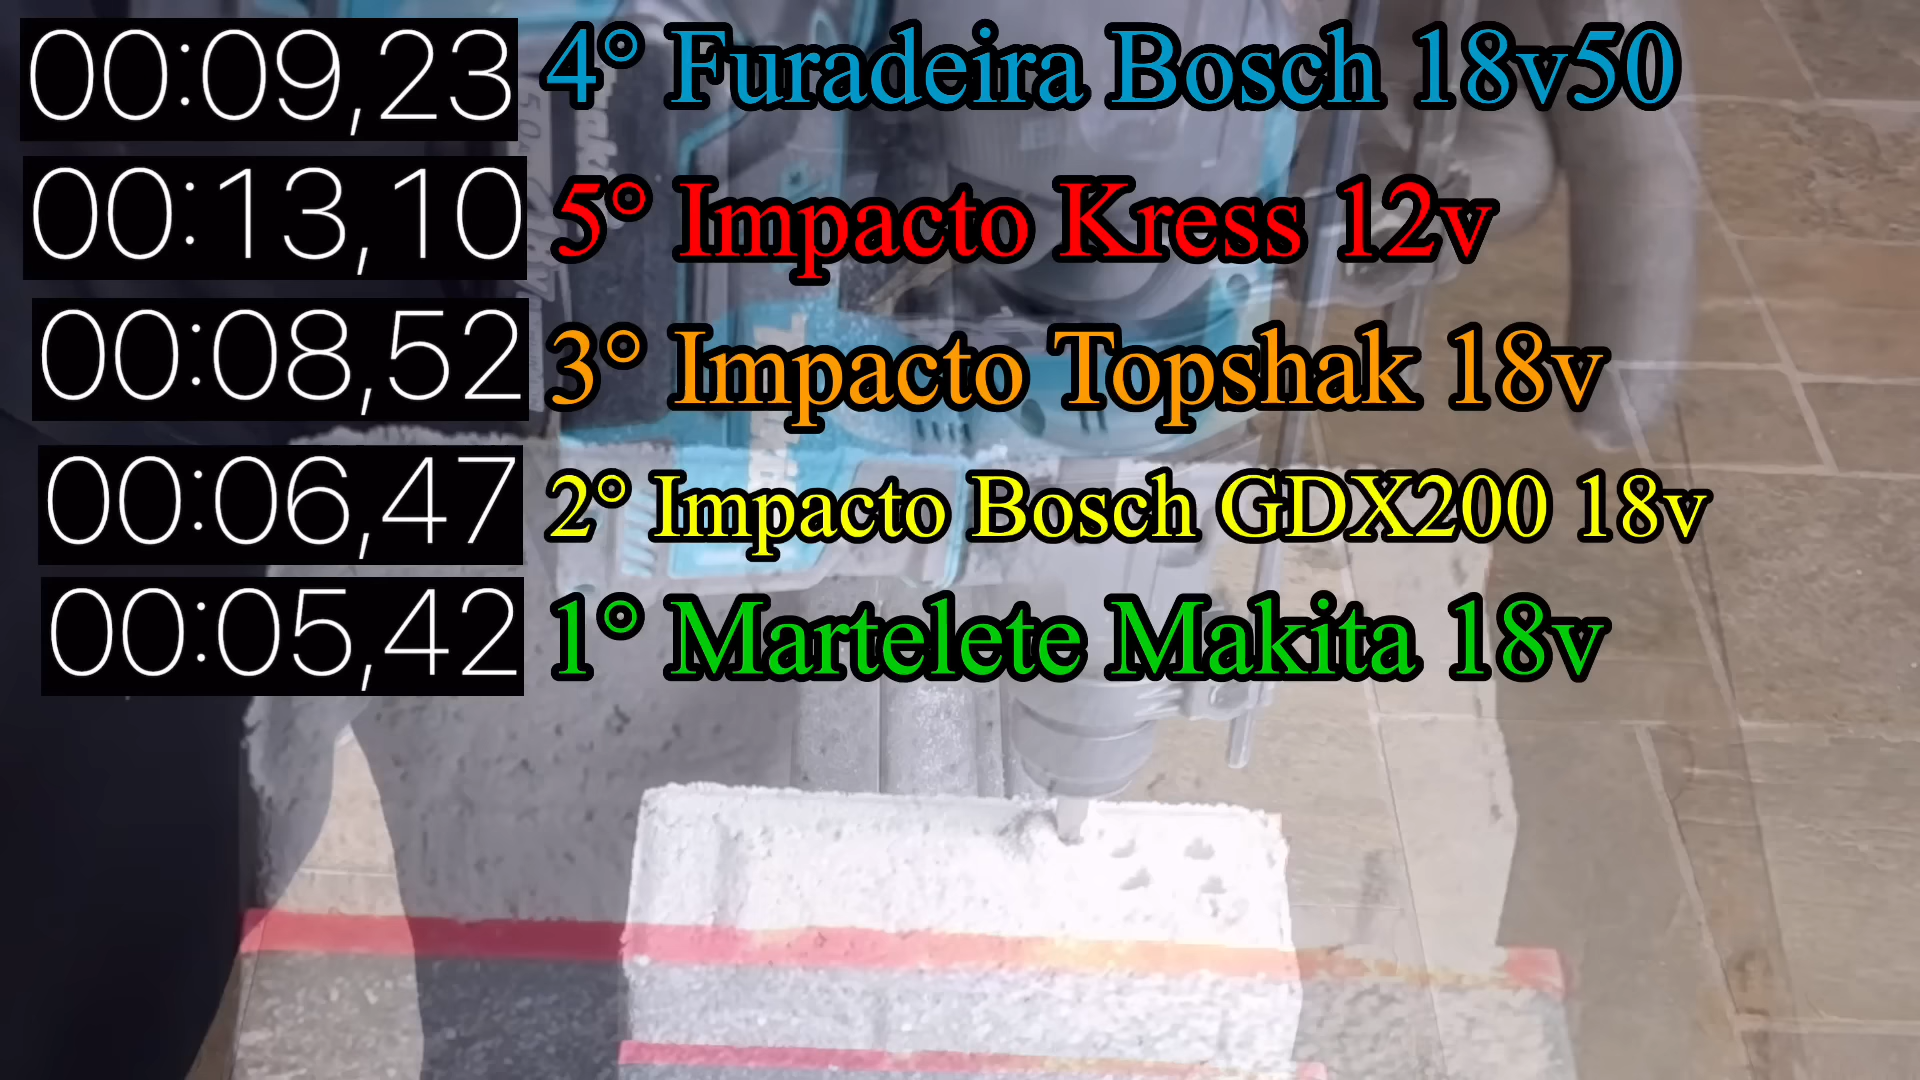 00:09,23 4° Furadeira Bosch 18v50
00:13,10 5° Impacto Kress 12v
00:08,52 3° Impacto Topshak 18v
00:06,47 2° Impacto Bosch GDX200 18v
00:05,42 1° Martelete Makita 18v